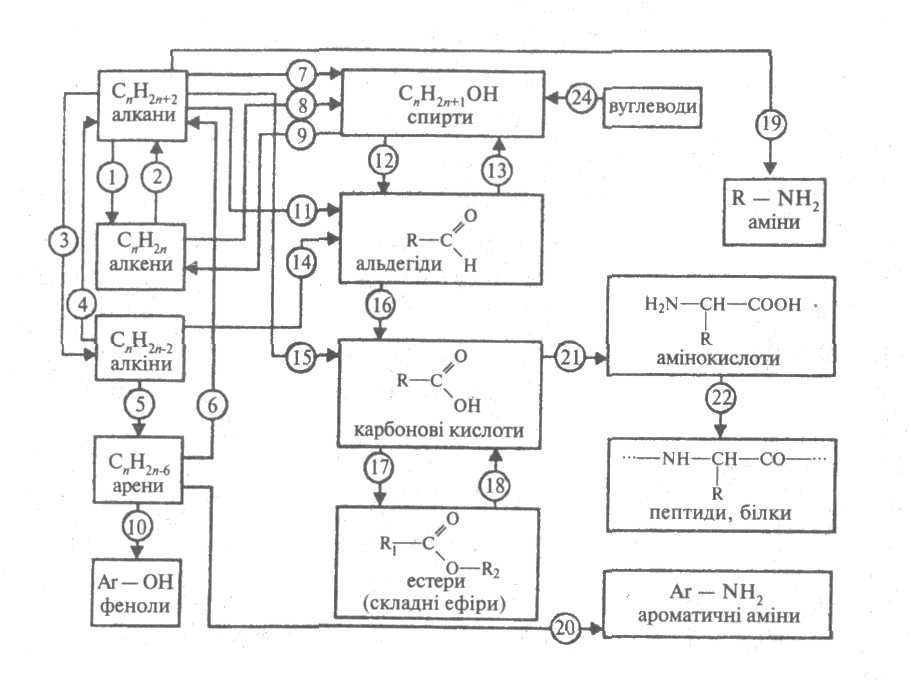 7
CₙH₂ₙ₊₂
алкани
8
CₙH₂ₙ₊₁OH
спирти
24
вуглеводи
9
19
1
2
12
13
R — NH₂
аміни
3
11
O
R—C
H
альдегіди
CₙH₂ₙ
алкени
14
4
16
H₂N—CH—COOH
R
амінокислоти
CₙH₂ₙ₋₂
алкіни
15
O
R—C
OH
карбонові кислоти
21
5
6
22
CₙH₂ₙ₋₆
арени
17
18
···—NH—CH—CO—···
R
пептиди, білки
10
O
R₁—C
O—R₂
естери
(складні ефіри)
Ar — OH
феноли
Ar — NH₂
ароматичні аміни
20